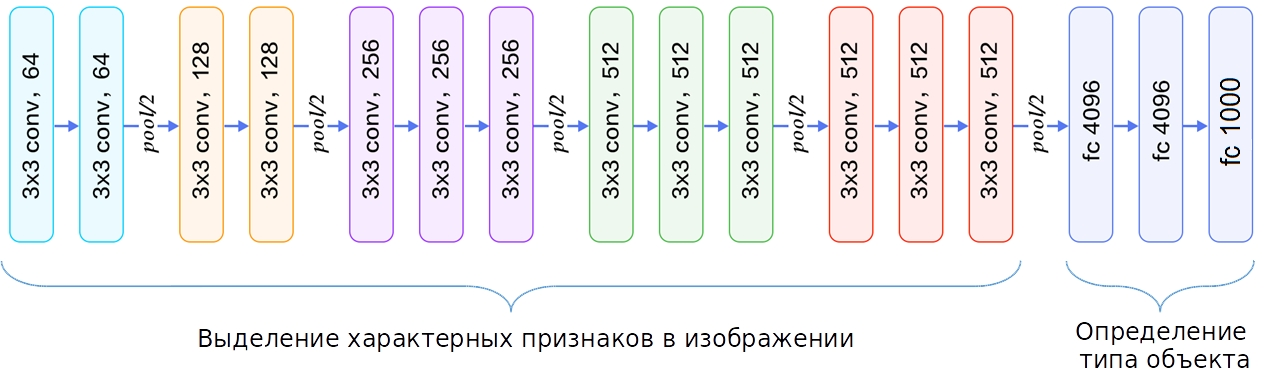 3x3 conv, 64
3x3 conv, 64
pool/2
3x3 conv, 128
3x3 conv, 128
pool/2
3x3 conv, 256
3x3 conv, 256
3x3 conv, 256
pool/2
3x3 conv, 512
3x3 conv, 512
3x3 conv, 512
pool/2
3x3 conv, 512
3x3 conv, 512
3x3 conv, 512
pool/2
fc 4096
fc 4096
fc 1000
Выделение характерных признаков в изображении
Определение
типа объекта